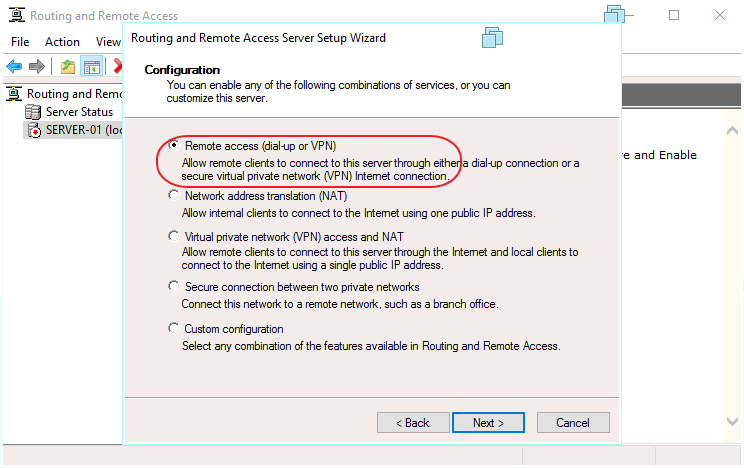 Routing and Remote Access
File Action View
Routing and Remo
Server Status
SERVER-01 (loc
re and Enable
Routing and Remote Access Server Setup Wizard
Configuration
You can enable any of the following combinations of services, or you can
customize this server.
Remote access (dial-up or VPN)
Allow remote clients to connect to this server through either a dial-up connection or a
secure virtual private network (VPN) Internet connection.
Network address translation (NAT)
Allow internal clients to connect to the Internet using one public IP address.
Virtual private network (VPN) access and NAT
Allow remote clients to connect to this server through the Internet and local clients to
connect to the Internet using a single public IP address.
Secure connection between two private networks
Connect this network to a remote network, such as a branch office.
Custom configuration
Select any combination of the features available in Routing and Remote Access.
< Back Next > Cancel